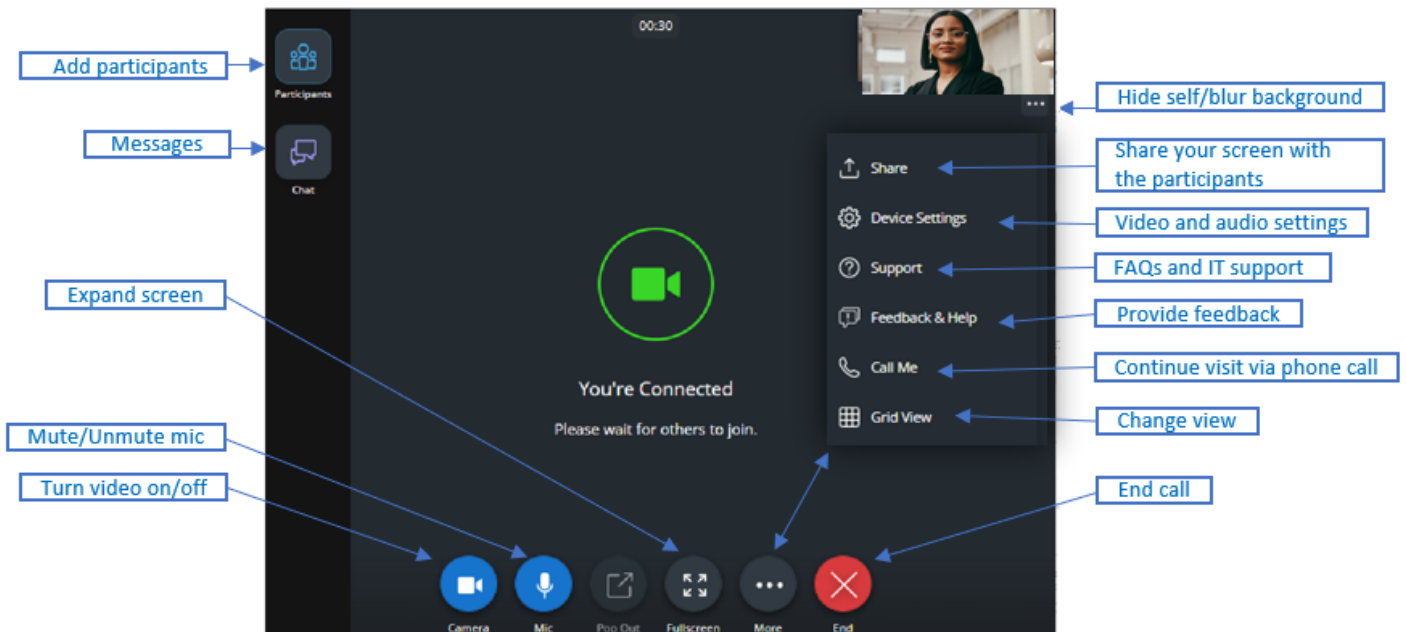 00:30
Add participants
Participants
Hide self/blur background
Messages
Chat
Share
Share your screen with
the participants
Device Settings
Video and audio settings
Support
FAQs and IT support
Expand screen
Feedback & Help
Provide feedback
Call Me
Continue visit via phone call
You're Connected
Grid View
Change view
Please wait for others to join.
Mute/Unmute mic
Turn video on/off
End call
Camera
Mic
Pop Out
Fullscreen
More
End